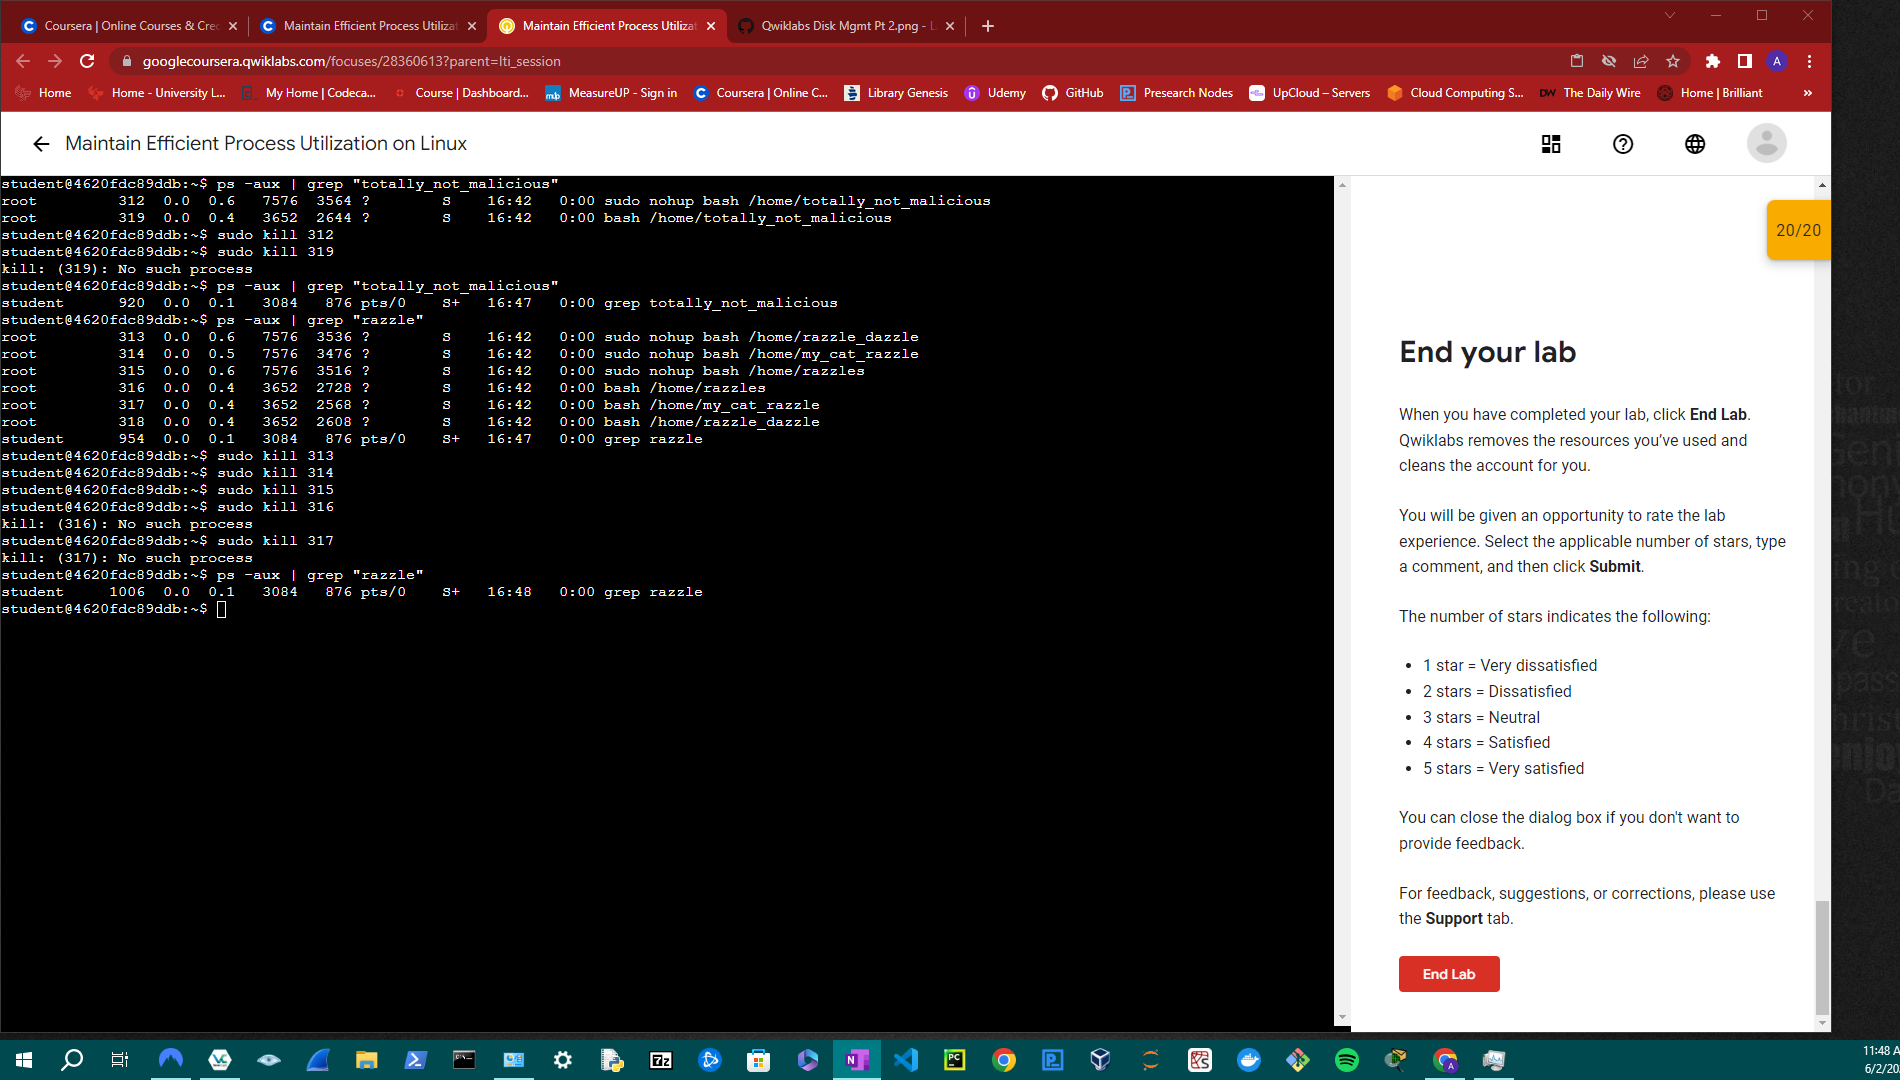 Coursera | Online Courses & Crec
Maintain Efficient Process Utilizat
Maintain Efficient Process Utilizat
Qwiklabs Disk Mgmt Pt 2.png - L
googlecoursera.qwiklabs.com/focuses/28360613?parent=lti_session
A
Home
Home - University L...
My Home | Codeca...
Course | Dashboard...
MeasureUP - Sign in
Coursera | Online C...
Library Genesis
Udemy
GitHub
Presearch Nodes
UpCloud – Servers
Cloud Computing S...
DW The Daily Wire
Home | Brilliant
»
Maintain Efficient Process Utilization on Linux
student@4620fdc89ddb:~$ ps -aux | grep "totally_not_malicious"
root 312 0.0 0.6 7576 3564 ? S 16:42 0:00 sudo nohup bash /home/totally_not_malicious
root 319 0.0 0.4 3652 2644 ? S 16:42 0:00 bash /home/totally_not_malicious
student@4620fdc89ddb:~$ sudo kill 312
student@4620fdc89ddb:~$ sudo kill 319
kill: (319): No such process
student@4620fdc89ddb:~$ ps -aux | grep "totally_not_malicious"
student 920 0.0 0.1 3084 876 pts/0 S+ 16:47 0:00 grep totally_not_malicious
student@4620fdc89ddb:~$ ps -aux | grep "razzle"
root 313 0.0 0.6 7576 3536 ? S 16:42 0:00 sudo nohup bash /home/razzle_dazzle
root 314 0.0 0.5 7576 3476 ? S 16:42 0:00 sudo nohup bash /home/my_cat_razzle
root 315 0.0 0.6 7576 3516 ? S 16:42 0:00 sudo nohup bash /home/razzles
root 316 0.0 0.4 3652 2728 ? S 16:42 0:00 bash /home/razzles
root 317 0.0 0.4 3652 2568 ? S 16:42 0:00 bash /home/my_cat_razzle
root 318 0.0 0.4 3652 2608 ? S 16:42 0:00 bash /home/razzle_dazzle
student 954 0.0 0.1 3084 876 pts/0 S+ 16:47 0:00 grep razzle
student@4620fdc89ddb:~$ sudo kill 313
student@4620fdc89ddb:~$ sudo kill 314
student@4620fdc89ddb:~$ sudo kill 315
student@4620fdc89ddb:~$ sudo kill 316
kill: (316): No such process
student@4620fdc89ddb:~$ sudo kill 317
kill: (317): No such process
student@4620fdc89ddb:~$ ps -aux | grep "razzle"
student 1006 0.0 0.1 3084 876 pts/0 S+ 16:48 0:00 grep razzle
student@4620fdc89ddb:~$
20/20
End your lab
When you have completed your lab, click End Lab.
Qwiklabs removes the resources you’ve used and
cleans the account for you.
You will be given an opportunity to rate the lab
experience. Select the applicable number of stars, type
a comment, and then click Submit.
The number of stars indicates the following:
• 1 star = Very dissatisfied
• 2 stars = Dissatisfied
• 3 stars = Neutral
• 4 stars = Satisfied
• 5 stars = Very satisfied
You can close the dialog box if you don't want to
provide feedback.
For feedback, suggestions, or corrections, please use
the Support tab.
End Lab
11:48 A
6/2/20